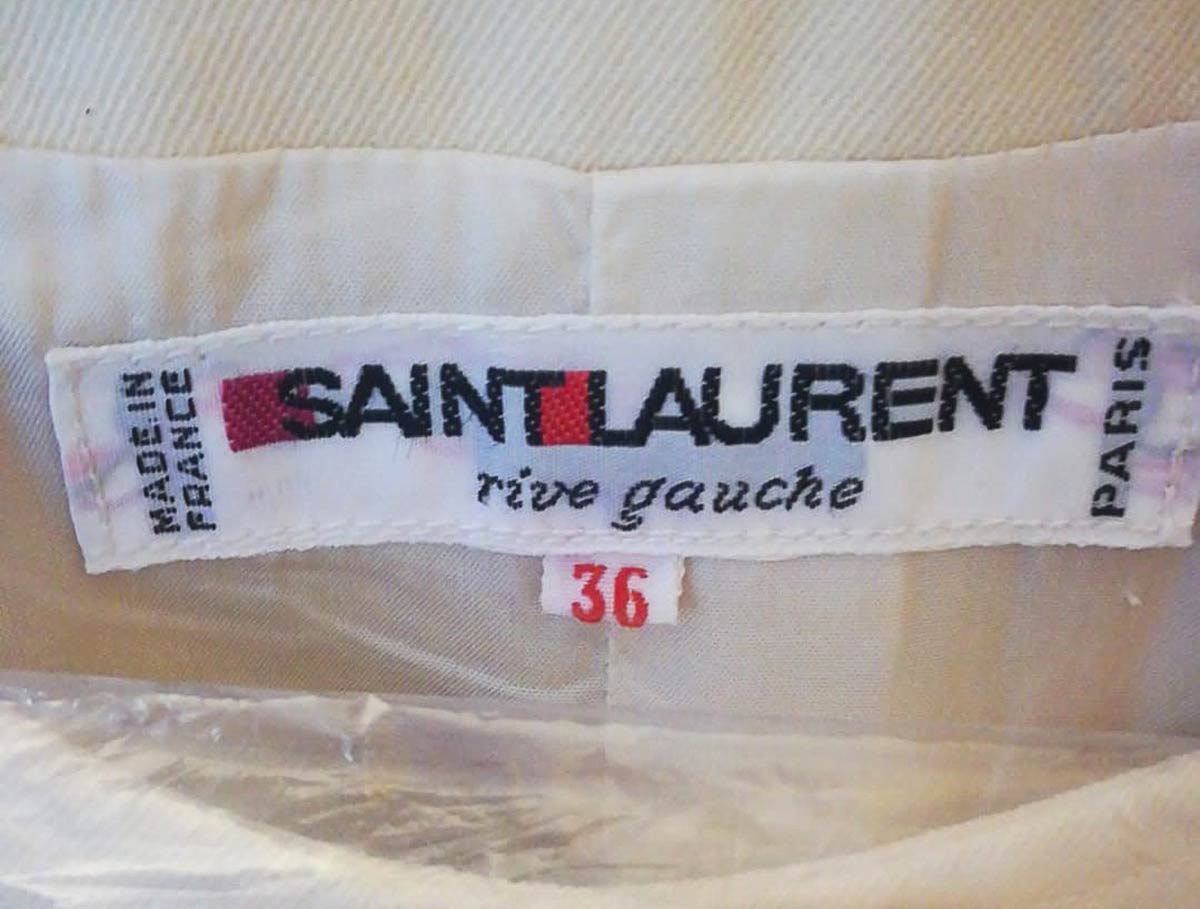 MADE IN
FRANCE
SAINT LAURENT
rive gauche
PARIS
36